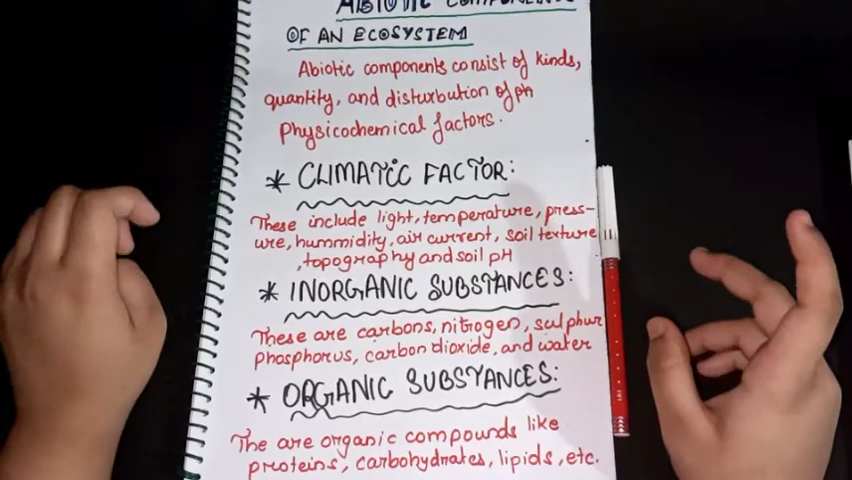 ABIOTIC COMPONENTS
OF AN ECOSYSTEM
Abiotic components consist of kinds,
quantity, and disturbution of ph
physicochemical factors.
* CLIMATIC FACTOR:
These include light, temperature, press-
ure, hummidity, air current, soil texture
, topography and soil pH
* INORGANIC SUBSTANCES:
These are carbons, nitrogen, sulphur
phosphorus, carbon dioxide, and water
* ORGANIC SUBSTANCES:
The are organic compounds like
proteins, carbohydrates, lipids, etc.